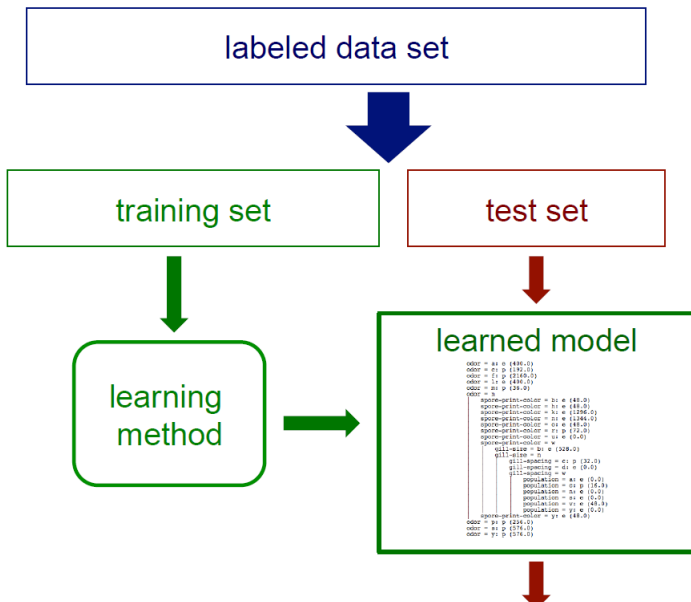 labeled data set
training set
test set
learning
method
learned model
odor = a: e (400.0)
odor = c: p (192.0)
odor = f: p (2160.0)
odor = l: e (400.0)
odor = m: p (36.0)
odor = n
spore-print-color = b: e (48.0)
spore-print-color = h: e (48.0)
spore-print-color = k: e (1296.0)
spore-print-color = n: e (1344.0)
spore-print-color = o: e (48.0)
spore-print-color = r: p (72.0)
spore-print-color = u: e (0.0)
spore-print-color = w
gill-size = b: e (528.0)
gill-size = n
gill-spacing = c: p (32.0)
gill-spacing = d: e (0.0)
gill-spacing = w
population = a: e (0.0)
population = c: p (16.0)
population = n: e (0.0)
population = s: e (0.0)
population = v: e (48.0)
population = y: e (0.0)
spore-print-color = y: e (48.0)
odor = p: p (256.0)
odor = s: p (576.0)
odor = y: p (576.0)